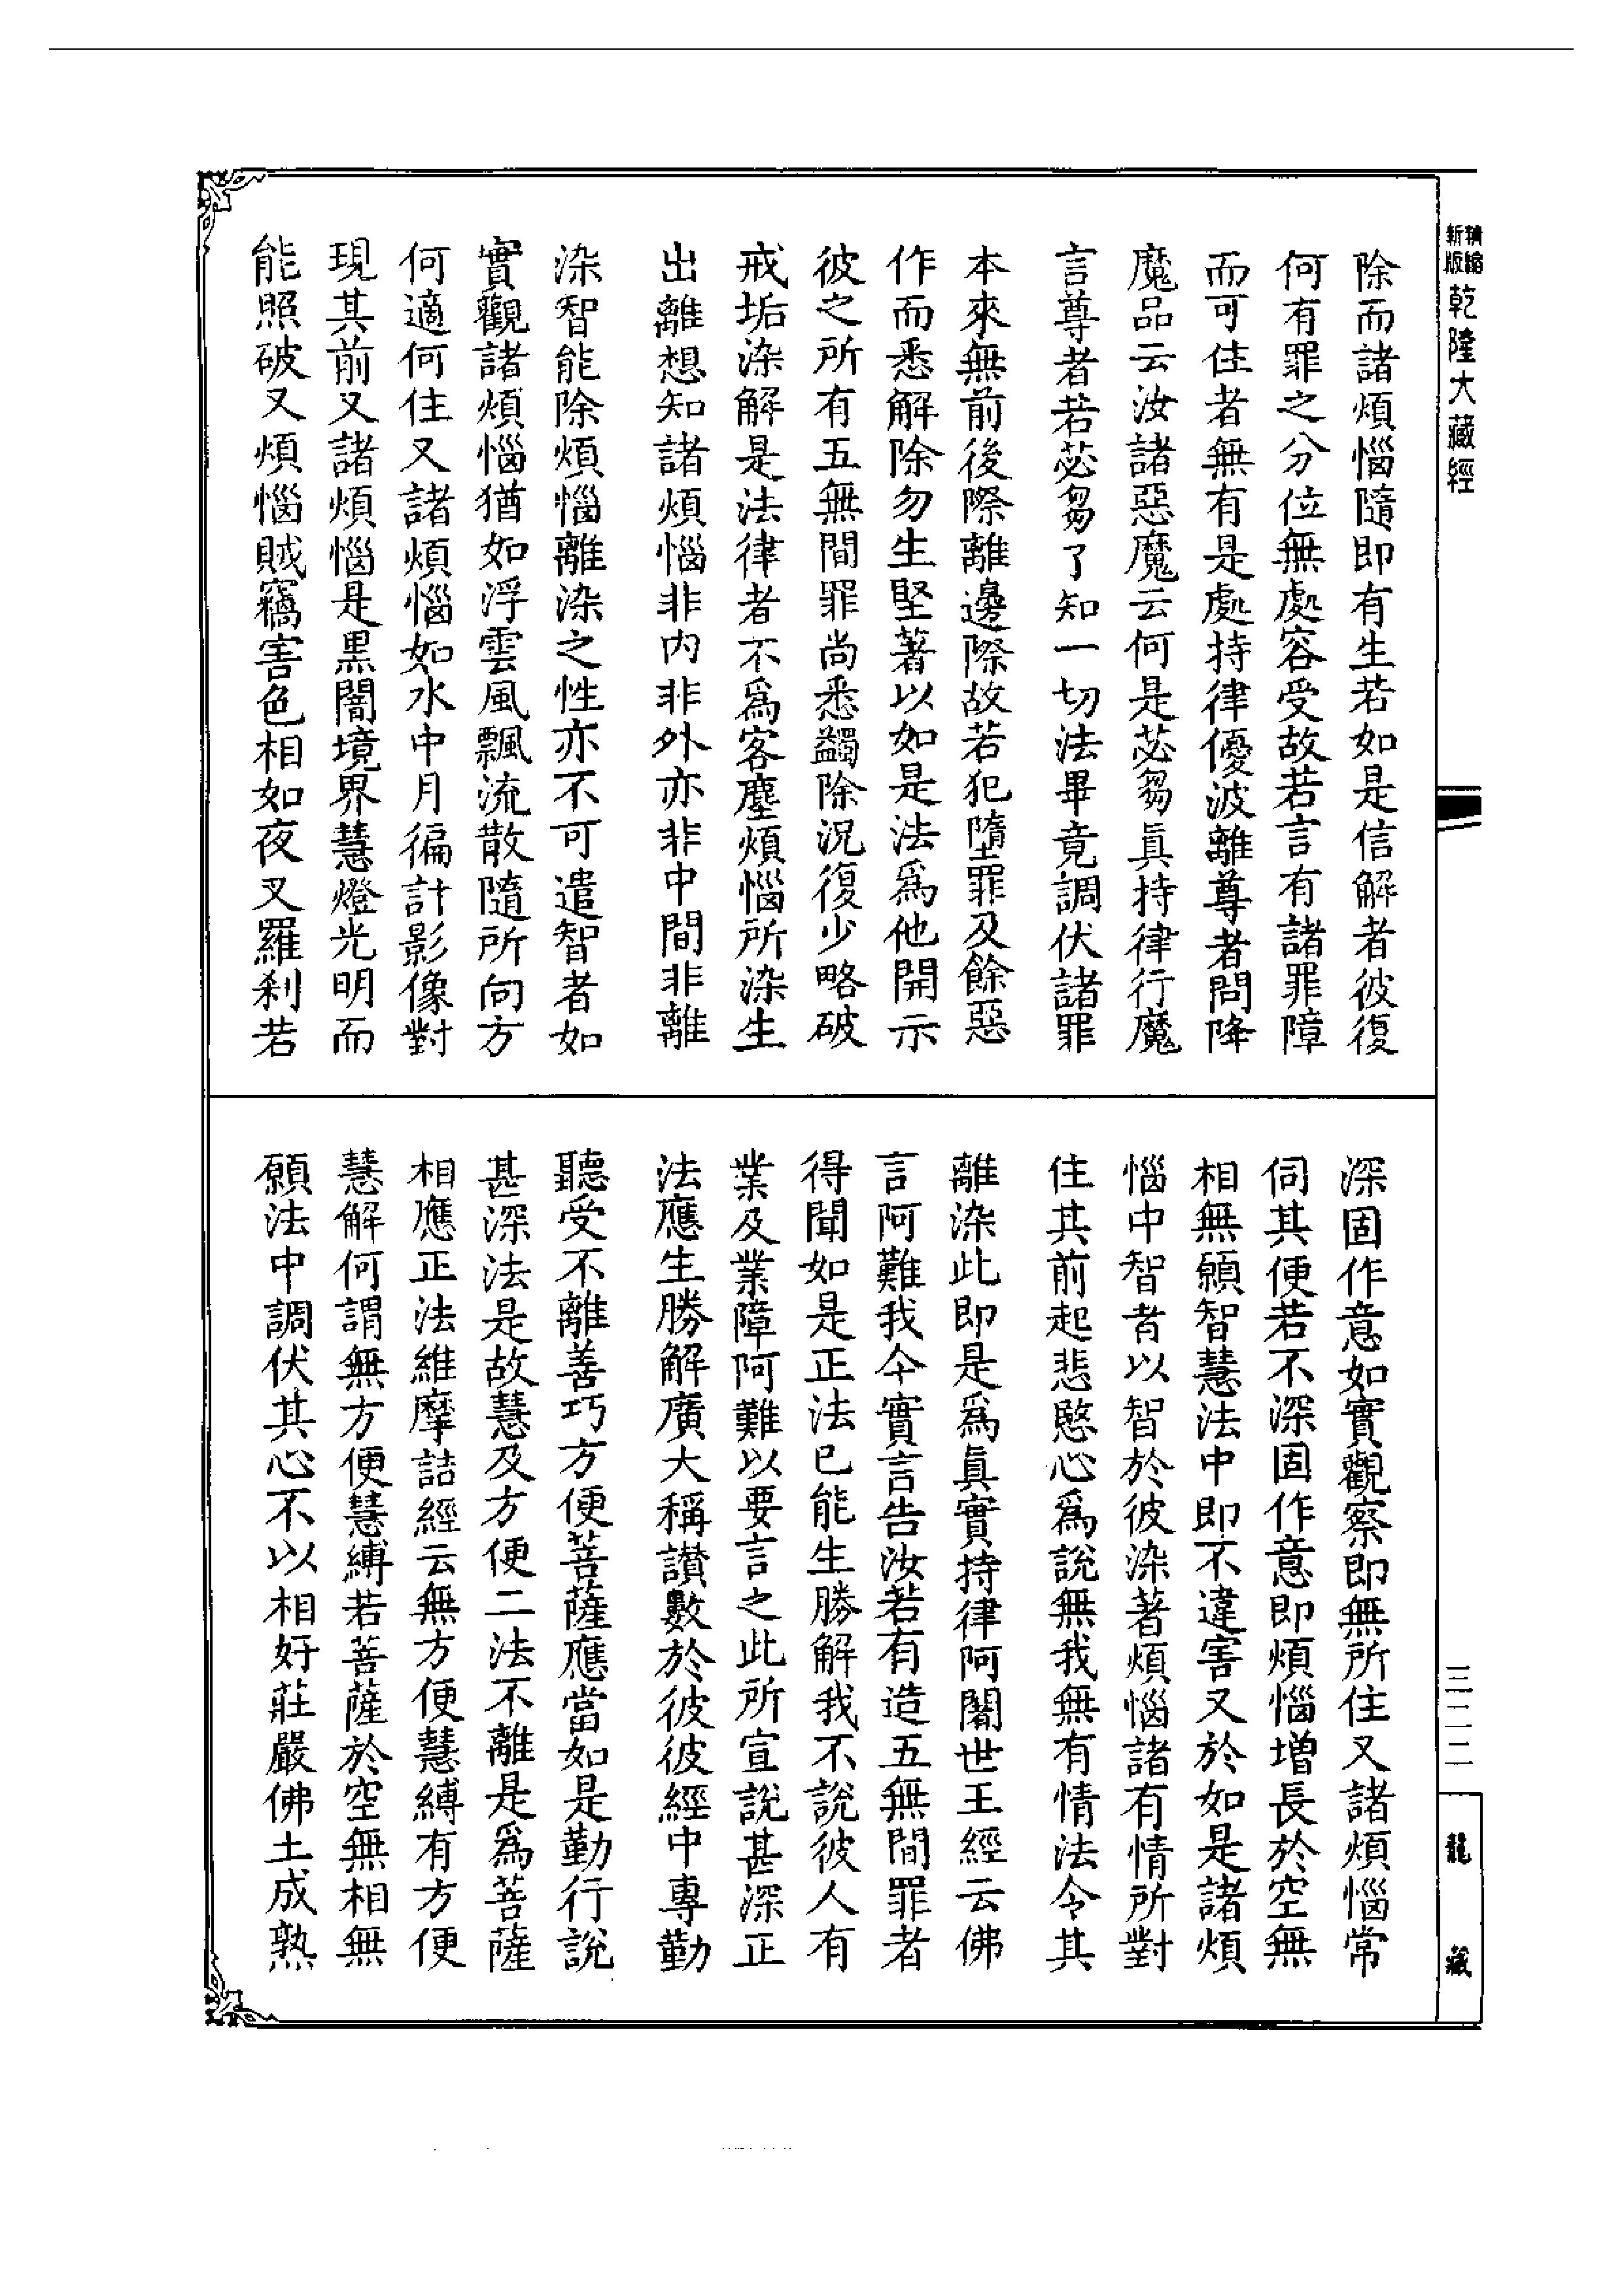 精縮新版乾隆大藏經
除而諸煩惱隨即有生若如是信解者彼復
何有罪之分位無處容受故若言有諸罪障
而可住者無有是處持律優波離尊者問降
魔品云汝諸惡魔云何是苾芻眞持律行魔
言尊者若苾芻了知一切法畢竟調伏諸罪
本來無前後際離邊際故若犯墮罪及餘惡
作而悉解除勿生堅著以如是法爲他開示
彼之所有五無間罪尚悉蠲除況復少略破
戒垢染解是法律者不爲客塵煩惱所染生
出離想知諸煩惱非内非外亦非中間非離
染智能除煩惱離染之性亦不可遣智者如
實觀諸煩惱猶如浮雲風飄流散隨所向方
何適何住又諸煩惱如水中月徧計影像對
現其前又諸煩惱是黒闇境界慧燈光明而
能照破又煩惱賊竊害色相如夜叉羅刹若
深固作意如實觀察即無所住又諸煩惱常
伺其便若不深固作意即煩惱增長於空無
相無願智慧法中即不違害又於如是諸煩
惱中智者以智於彼染著煩惱諸有情所對
住其前起悲愍心爲說無我無有情法令其
離染此即是爲眞實持律阿闍世王經云佛
言阿難我今實言告汝若有造五無間罪者
得聞如是正法已能生勝解我不說彼人有
業及業障阿難以要言之此所宣說甚深正
法應生勝解廣大稱讚數於彼彼經中專勤
聽受不離善巧方便菩薩應當如是勤行說
甚深法是故慧及方便二法不離是爲菩薩
相應正法維摩詰經云無方便慧縛有方便
慧解何謂無方便慧縛若菩薩於空無相無
願法中調伏其心不以相好莊嚴佛土成熟
三二二
龍藏